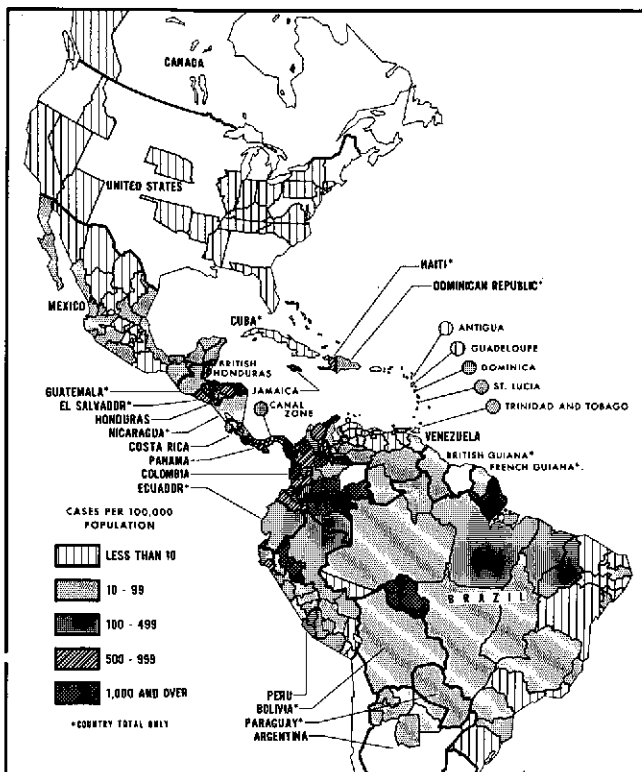 CANADA
UNITED STATES
MEXICO
HAITI*
DOMINICAN REPUBLIC*
CUBA*
ANTIGUA
GUADELOUPE
DOMINICA
ST. LUCIA
TRINIDAD AND TOBAGO
BRITISH
HONDURAS
JAMAICA
CANAL
ZONE
GUATEMALA*
EL SALVADOR*
HONDURAS
NICARAGUA*
COSTA RICA
PANAMA
COLOMBIA
ECUADOR*
VENEZUELA
BRITISH GUIANA*
FRENCH GUIANA*
BRAZIL
CASES PER 100,000
POPULATION
LESS THAN 10
10 - 99
100 - 499
500 - 999
1,000 AND OVER
*COUNTRY TOTAL ONLY
PERU
BOLIVIA*
PARAGUAY*
ARGENTINA